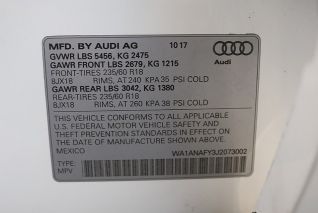 MFD. BY AUDI AG 10 17
GVWR LBS 5456, KG 2475
GAWR FRONT LBS 2679, KG 1215
FRONT-TIRES 235/60 R18
8JX18 RIMS, AT 240 KPA 35 PSI COLD
GAWR REAR LBS 3042, KG 1380
REAR-TIRES 235/60 R18
8JX18 RIMS, AT 260 KPA 38 PSI COLD
Audi
THIS VEHICLE CONFORMS TO ALL APPLICABLE
U.S. FEDERAL MOTOR VEHICLE SAFETY,
BUMPER, AND THEFT PREVENTION STANDARDS
IN EFFECT ON THE DATE OF MANUFACTURE
SHOWN ABOVE.
MEXICO
TYPE:
MPV
WA1ANAFY3J2073002